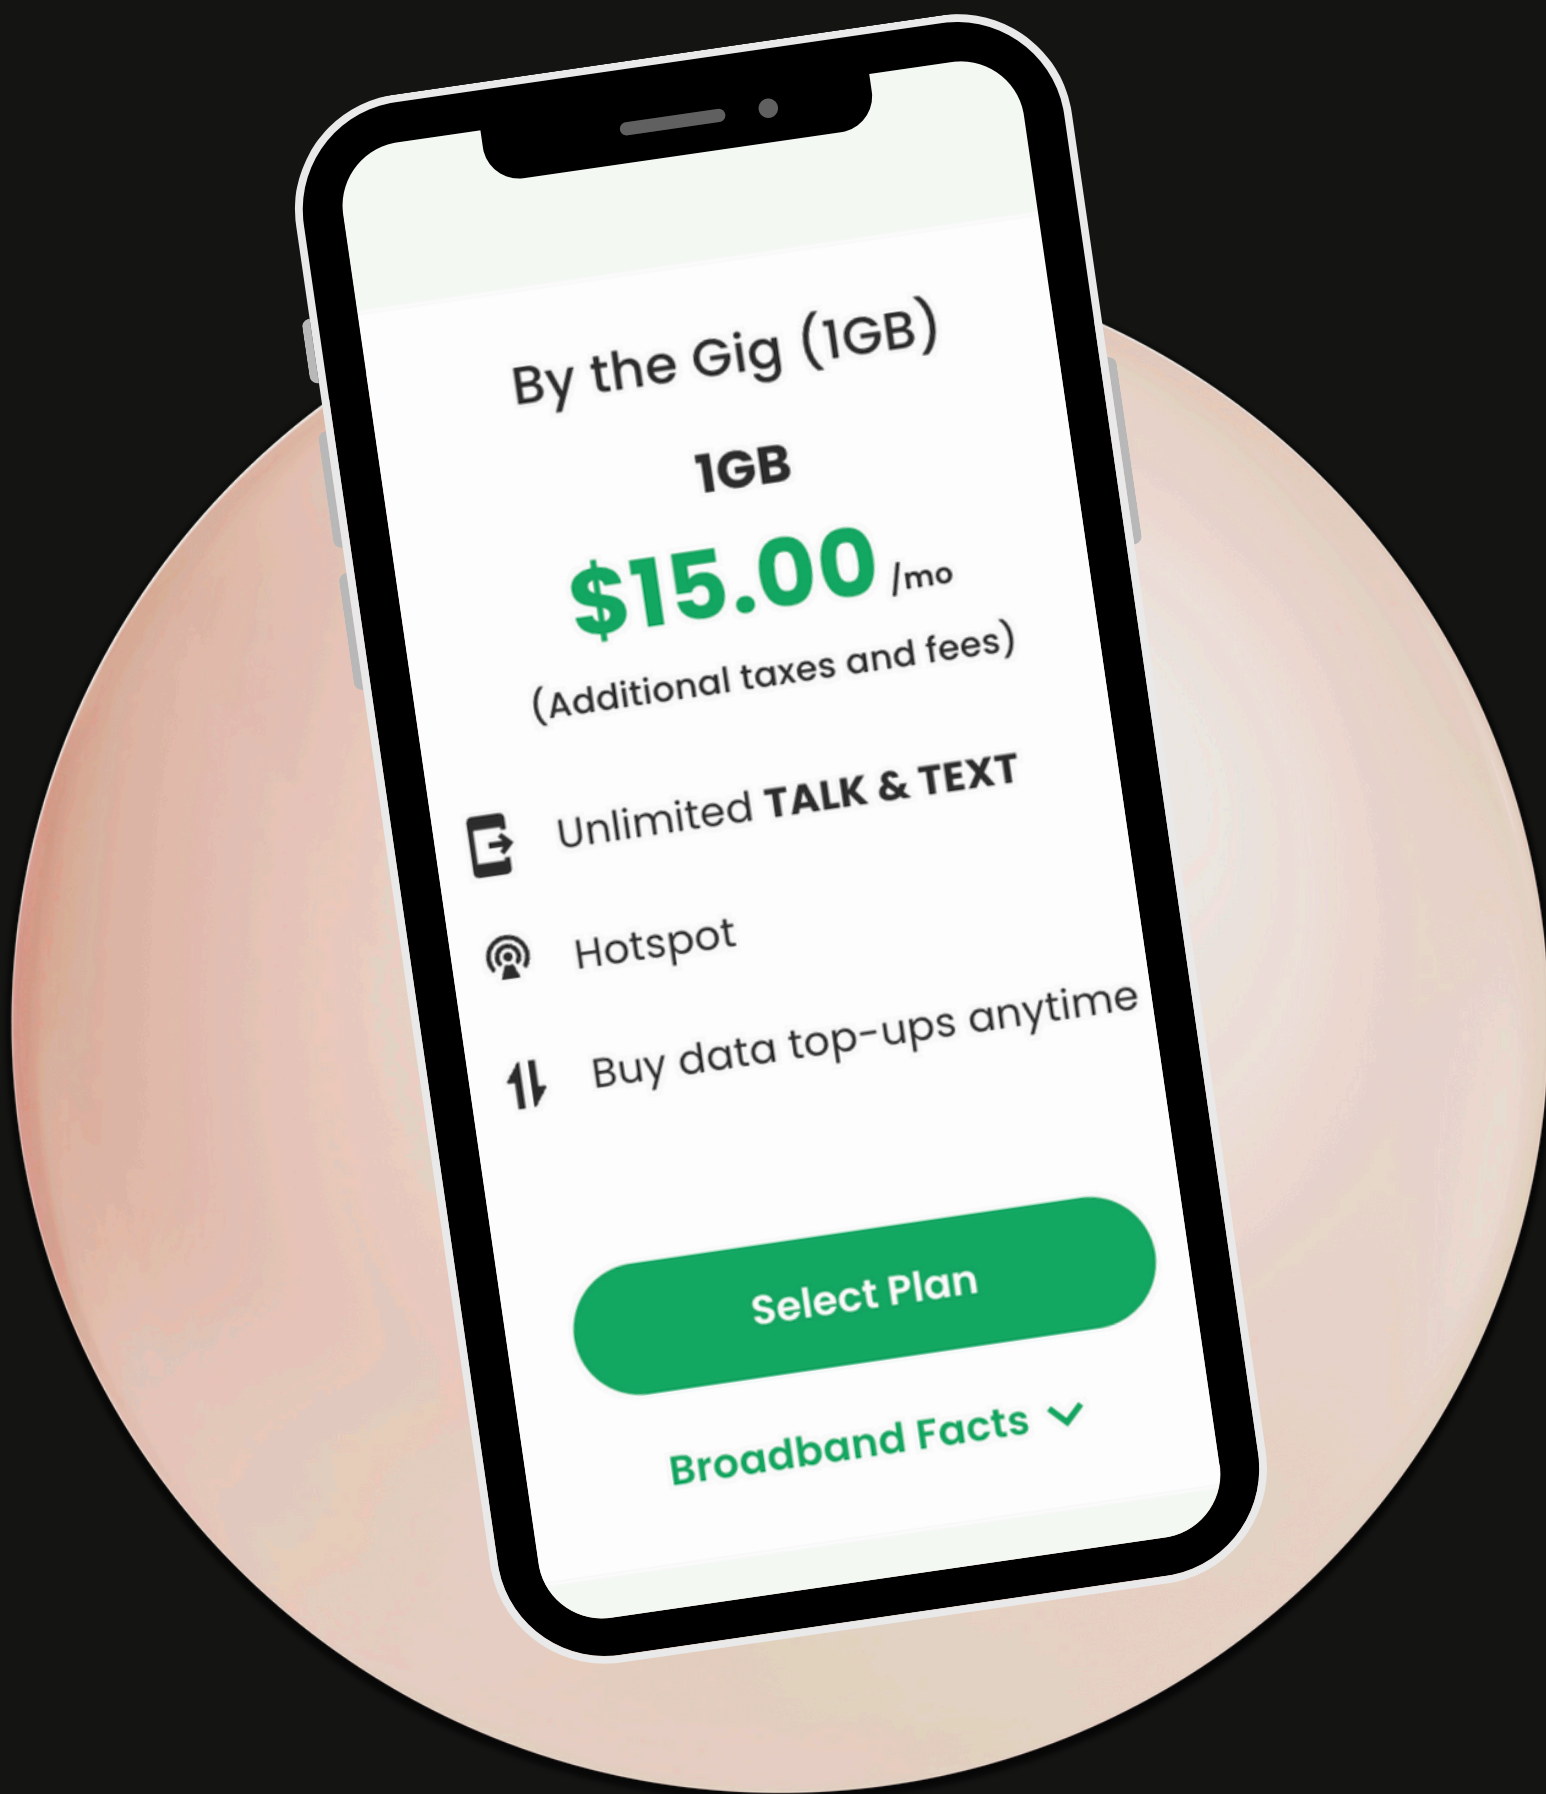 By the Gig (1GB)
1GB
$15.00 /mo
(Additional taxes and fees)
Unlimited TALK & TEXT
Hotspot
Buy data top-ups anytime
Select Plan
Broadband Facts